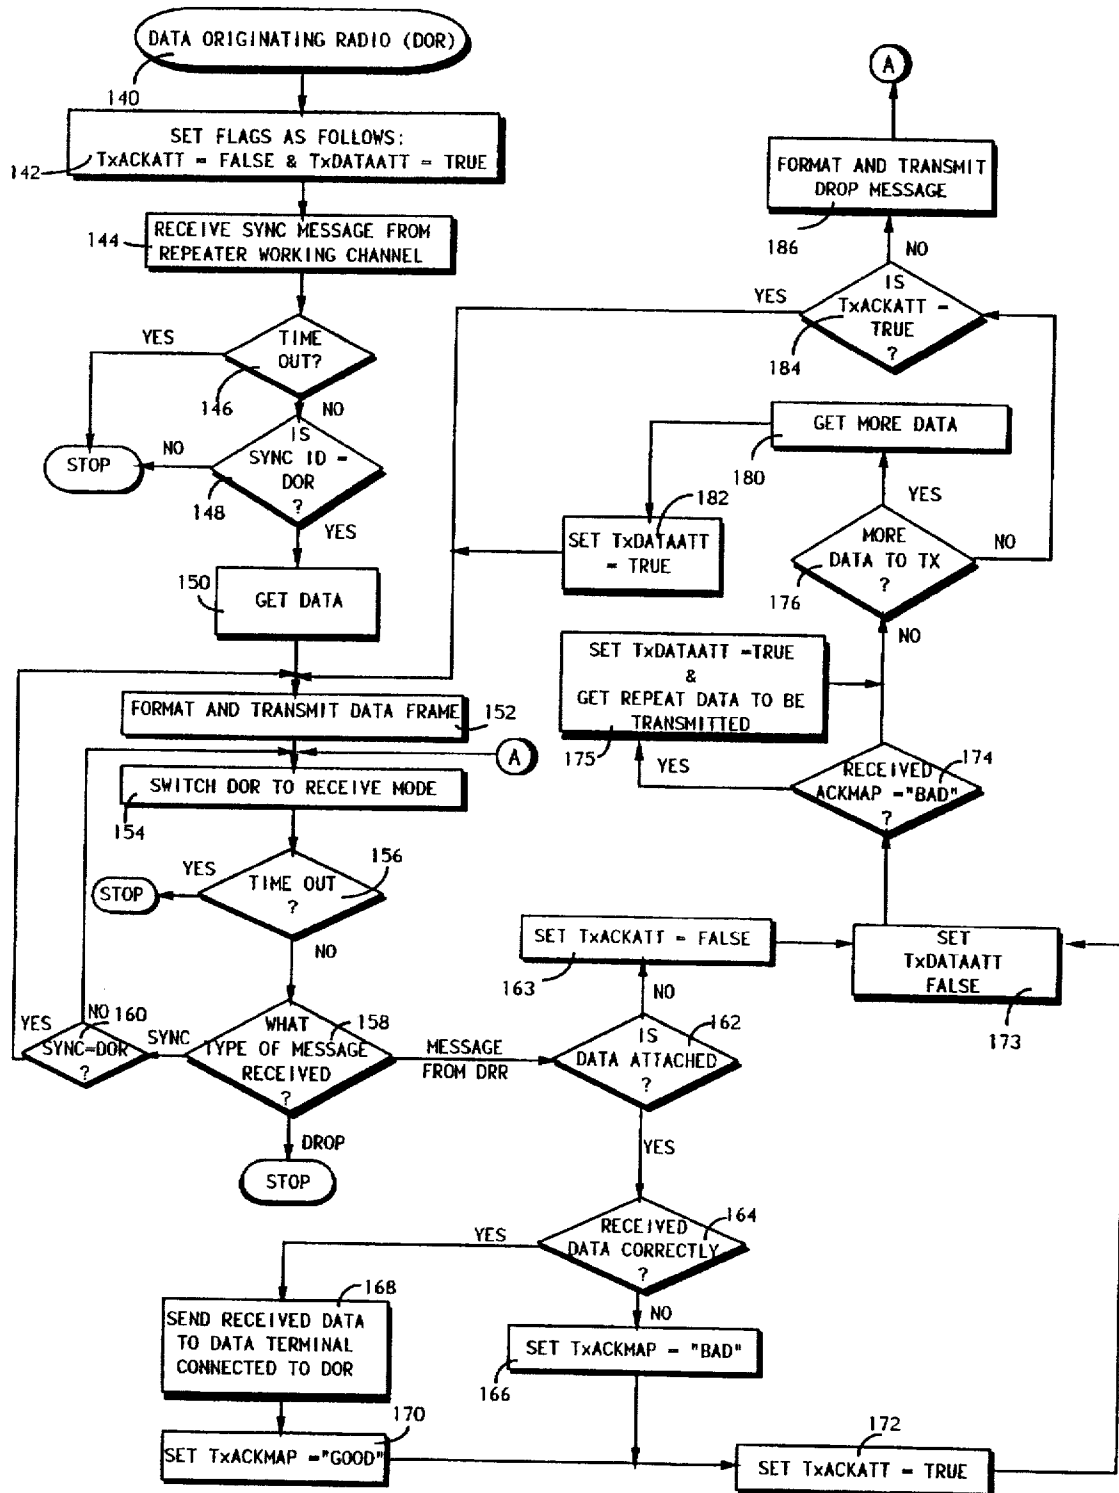 DATA ORIGINATING RADIO (DOR)
140
SET FLAGS AS FOLLOWS:
TxACKATT = FALSE & TxDATAATT = TRUE
142
RECEIVE SYNC MESSAGE FROM
REPEATER WORKING CHANNEL
144
TIME
OUT?
146
YES
NO
STOP
IS
SYNC ID =
DOR
?
148
NO
YES
GET DATA
150
FORMAT AND TRANSMIT DATA FRAME
152
A
SWITCH DOR TO RECEIVE MODE
154
TIME OUT
?
156
YES
STOP
NO
WHAT
TYPE OF MESSAGE
RECEIVED
?
158
SYNC
SYNC=DOR
?
160
YES
NO
DROP
STOP
MESSAGE
FROM DRR
IS
DATA ATTACHED
?
162
NO
SET TxACKATT = FALSE
163
YES
RECEIVED
DATA CORRECTLY
?
164
YES
NO
SEND RECEIVED DATA
TO DATA TERMINAL
CONNECTED TO DOR
168
SET TxACKMAP = "BAD"
166
SET TxACKMAP ="GOOD"
170
SET TxACKATT = TRUE
172
SET
TxDATAATT
FALSE
173
RECEIVED
ACKMAP ="BAD"
?
174
YES
NO
SET TxDATAATT =TRUE
&
GET REPEAT DATA TO BE
TRANSMITTED
175
MORE
DATA TO TX
?
176
YES
NO
GET MORE DATA
180
SET TxDATAATT
= TRUE
182
IS
TxACKATT =
TRUE
?
184
YES
NO
FORMAT AND TRANSMIT
DROP MESSAGE
186
A